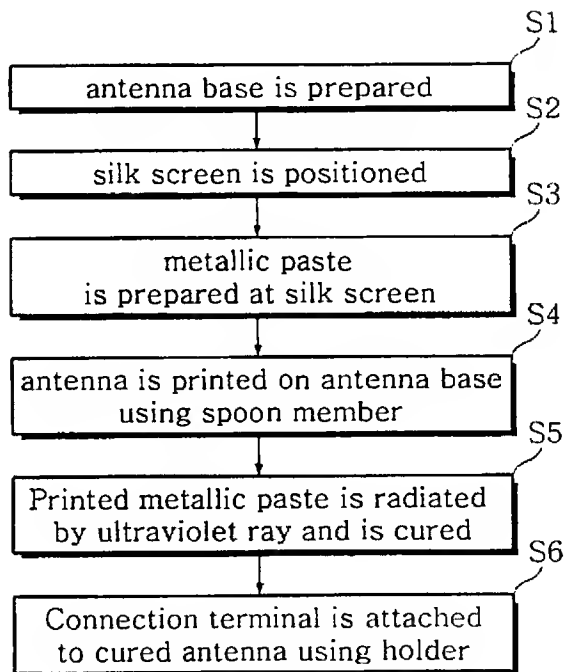 S1
antenna base is prepared
S2
silk screen is positioned
S3
metallic paste
is prepared at silk screen
S4
antenna is printed on antenna base
using spoon member
S5
Printed metallic paste is radiated
by ultraviolet ray and is cured
S6
Connection terminal is attached
to cured antenna using holder